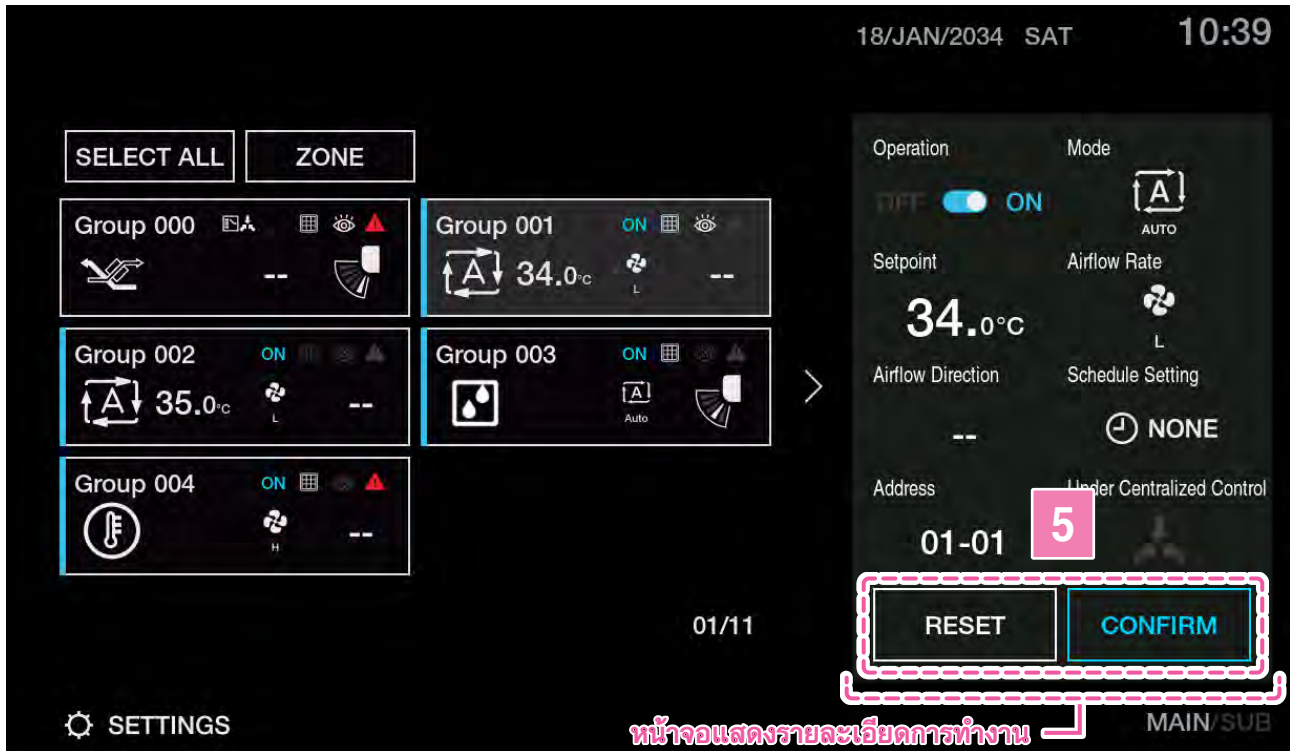 18/JAN/2034 SAT 10:39
SELECT ALL ZONE
Group 000
--
Group 001 ON
A 34.0°C L --
Group 002 ON
A 35.0°C L --
Group 003 ON
A Auto
Group 004 ON
H --
01/11
SETTINGS
Operation Mode
OFF ON A
AUTO
Setpoint Airflow Rate
34.0°C
L
Airflow Direction Schedule Setting
-- NONE
Address Under Centralized Control
01-01 5
RESET CONFIRM
หน้าจอแสดงรายละเอียดการทำงาน
MAIN/SUB